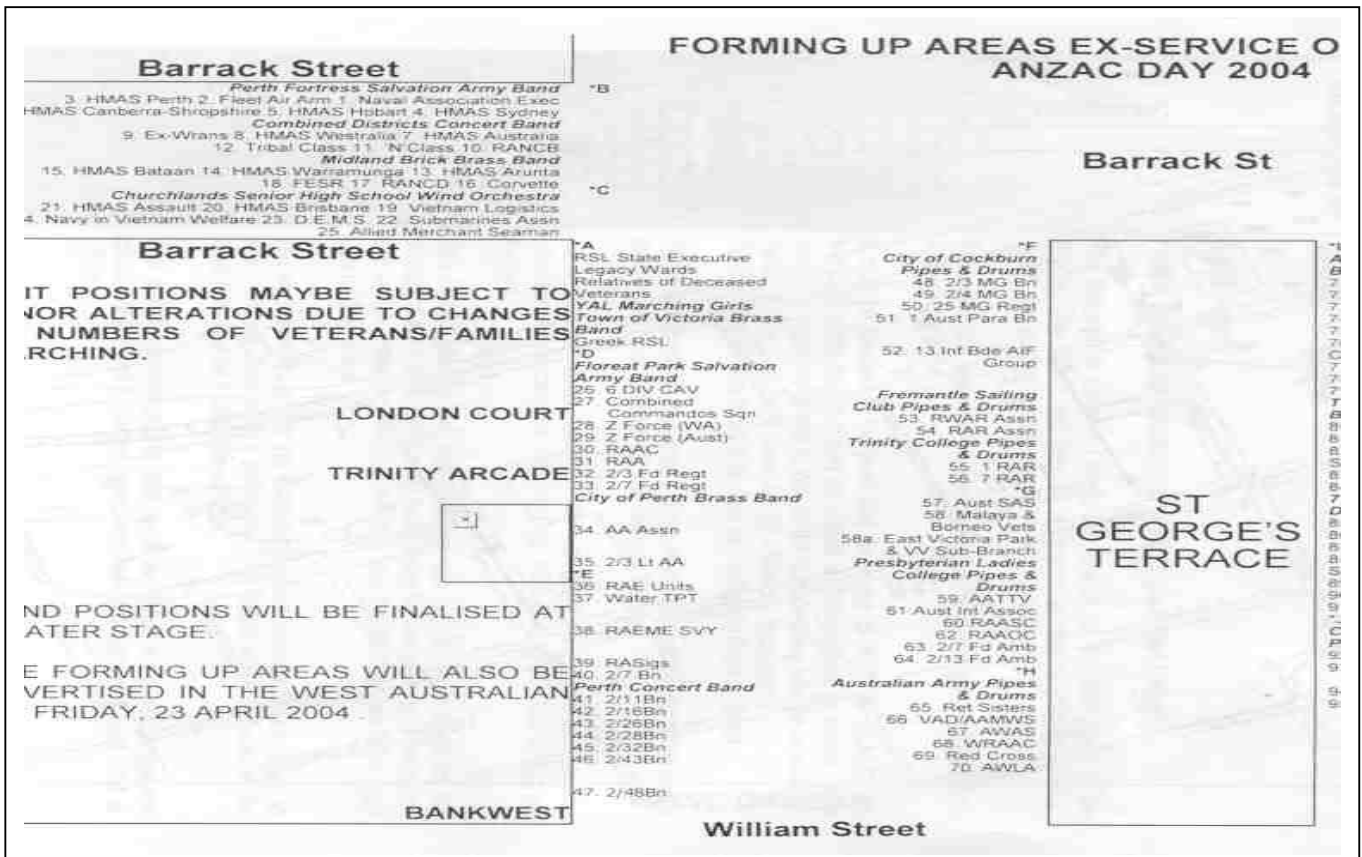 FORMING UP AREAS EX-SERVICE O
ANZAC DAY 2004
Barrack Street
Perth Fortress Salvation Army Band
3. HMAS Perth 2. Fleet Air Arm 1. Naval Association Exec
HMAS Canberra-Shropshire 5. HMAS Hobart 4. HMAS Sydney
Combined Districts Concert Band
9. Ex-Wrans 8. HMAS Westralia 7. HMAS Australia
12. Tribal Class 11. 'N'Class 10. RANCB
Midland Brick Brass Band
15. HMAS Bataan 14. HMAS Warramunga 13. HMAS Arunta
18. FESR 17. RANCD 16. Corvette
Churchlands Senior High School Wind Orchestra
21. HMAS Assault 20. HMAS Brisbane 19. Vietnam Logistics
4. Navy in Vietnam Welfare 23. D.E.M.S. 22. Submarines Assn
25. Allied Merchant Seaman
*B
*C
Barrack St
Barrack Street
IT POSITIONS MAYBE SUBJECT TO
NOR ALTERATIONS DUE TO CHANGES
NUMBERS OF VETERANS/FAMILIES
RCHING.
LONDON COURT
TRINITY ARCADE
ND POSITIONS WILL BE FINALISED AT
ATER STAGE.
E FORMING UP AREAS WILL ALSO BE
VERTISED IN THE WEST AUSTRALIAN
FRIDAY, 23 APRIL 2004.
BANKWEST
*A
RSL State Executive
Legacy Wards
Relatives of Deceased
Veterans
YAL Marching Girls
Town of Victoria Brass
Band
Greek RSL
*D
Floreat Park Salvation
Army Band
26. 6 DIV CAV
27. Combined
Commandos Sqn
28. Z Force (WA)
29. Z Force (Aust)
30. RAAC
31. RAA
32. 2/3 Fd Regt
33. 2/7 Fd Regt
City of Perth Brass Band
34. AA Assn
35. 2/3 Lt AA
*E
36. RAE Units
37. Water TPT
38. RAEME SVY
39. RASigs
40. 2/7 Bn
Perth Concert Band
41. 2/11Bn
42. 2/16Bn
43. 2/26Bn
44. 2/28Bn
45. 2/32Bn
46. 2/43Bn
47. 2/48Bn
*F
City of Cockburn
Pipes & Drums
48. 2/3 MG Bn
49. 2/4 MG Bn
50. 25 MG Regt
51. 1 Aust Para Bn
52. 13 Inf Bde AIF
Group
Fremantle Sailing
Club Pipes & Drums
53. RWAR Assn
54. RAR Assn
Trinity College Pipes
& Drums
55. 1 RAR
56. 7 RAR
*G
57. Aust SAS
58. Malaya &
Borneo Vets
58a. East Victoria Park
& VV Sub-Branch
Presbyterian Ladies
College Pipes &
Drums
59. AATTV
61. Aust Int Assoc
60. RAASC
62. RAAOC
63. 2/7 Fd Amb
64. 2/13 Fd Amb
*H
Australian Army Pipes
& Drums
65. Ret Sisters
66. VAD/AAMWS
67. AWAS
68. WRAAC
69. Red Cross
70. AWLA
ST
GEORGE'S
TERRACE
William Street